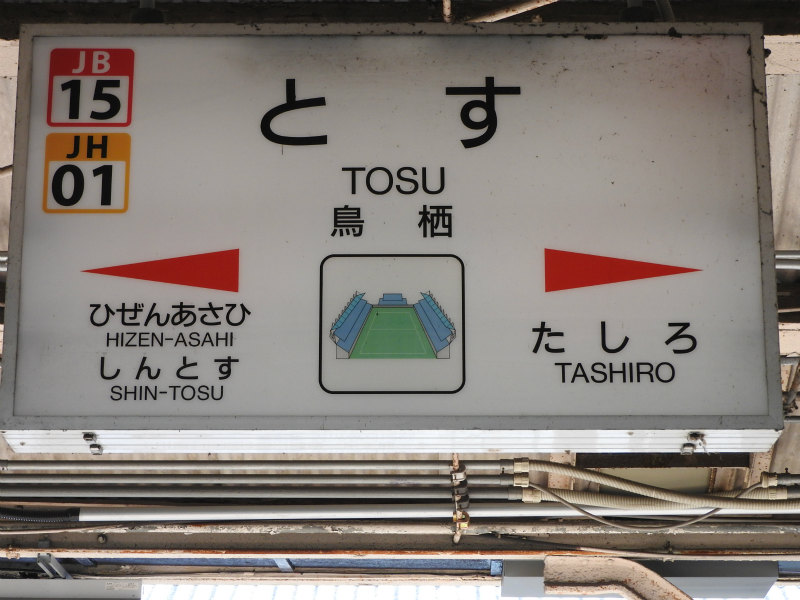 JB
15
JH
01
とす
TOSU
鳥栖
ひぜんあさひ
HIZEN-ASAHI
しんとす
SHIN-TOSU
たしろ
TASHIRO